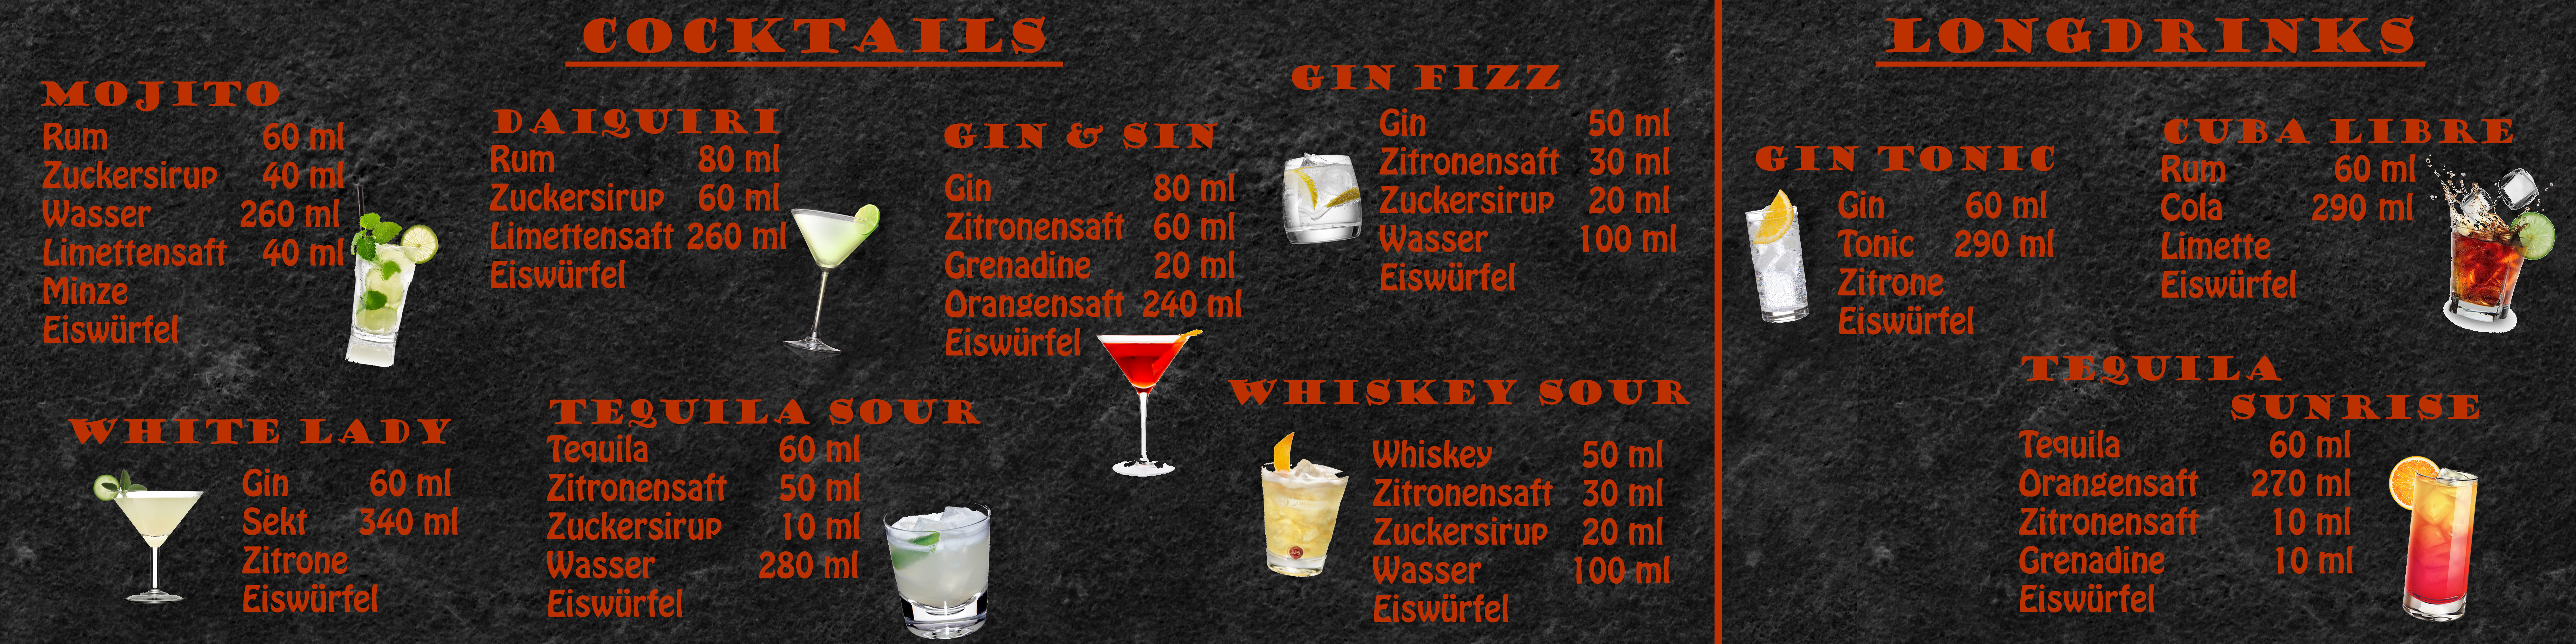 COCKTAILS
MOJITO
Rum 60 ml
Zuckersirup 40 ml
Wasser 260 ml
Limettensaft 40 ml
Minze
Eiswürfel
DAIQUIRI
Rum 80 ml
Zuckersirup 60 ml
Limettensaft 260 ml
Eiswürfel
GIN & SIN
Gin 80 ml
Zitronensaft 60 ml
Grenadine 20 ml
Orangensaft 240 ml
Eiswürfel
GIN FIZZ
Gin 50 ml
Zitronensaft 30 ml
Zuckersirup 20 ml
Wasser 100 ml
Eiswürfel
WHITE LADY
Gin 60 ml
Sekt 340 ml
Zitrone
Eiswürfel
TEQUILA SOUR
Tequila 60 ml
Zitronensaft 50 ml
Zuckersirup 10 ml
Wasser 280 ml
Eiswürfel
WHISKEY SOUR
Whiskey 50 ml
Zitronensaft 30 ml
Zuckersirup 20 ml
Wasser 100 ml
Eiswürfel
LONGDRINKS
GIN TONIC
Gin 60 ml
Tonic 290 ml
Zitrone
Eiswürfel
CUBA LIBRE
Rum 60 ml
Cola 290 ml
Limette
Eiswürfel
TEQUILA
SUNRISE
Tequila 60 ml
Orangensaft 270 ml
Zitronensaft 10 ml
Grenadine 10 ml
Eiswürfel